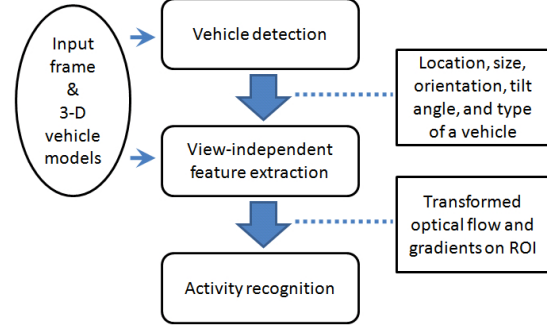 Input
frame
&
3-D
vehicle
models
Vehicle detection
Location, size,
orientation, tilt
angle, and type
of a vehicle
View-independent
feature extraction
Transformed
optical flow and
gradients on ROI
Activity recognition